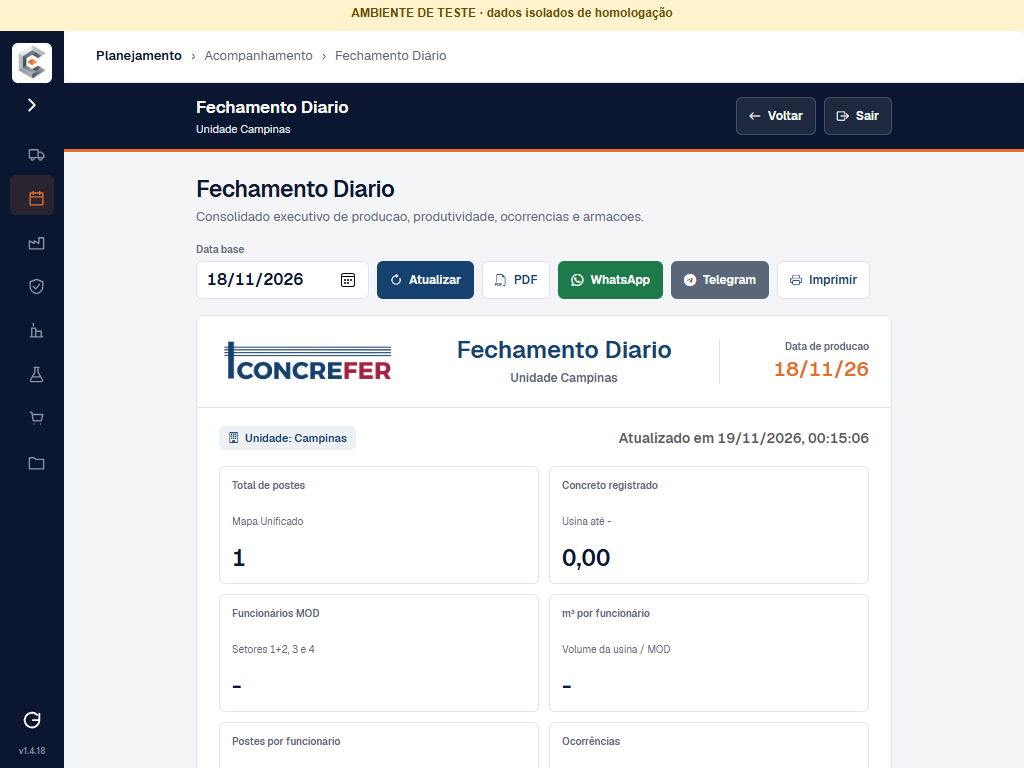 AMBIENTE DE TESTE · dados isolados de homologação
Planejamento › Acompanhamento › Fechamento Diário
Fechamento Diario
Unidade Campinas
Voltar
Sair
Fechamento Diario
Consolidado executivo de producao, produtividade, ocorrencias e armacoes.
Data base
18/11/2026
Atualizar
PDF
WhatsApp
Telegram
Imprimir
CONCREFER
Fechamento Diario
Unidade Campinas
Data de producao
18/11/26
Unidade: Campinas
Atualizado em 19/11/2026, 00:15:06
Total de postes
Mapa Unificado
1
Concreto registrado
Usina até -
0,00
Funcionários MOD
Setores 1+2, 3 e 4
-
m³ por funcionário
Volume da usina / MOD
-
Postes por funcionário
Ocorrências
v1.4.18